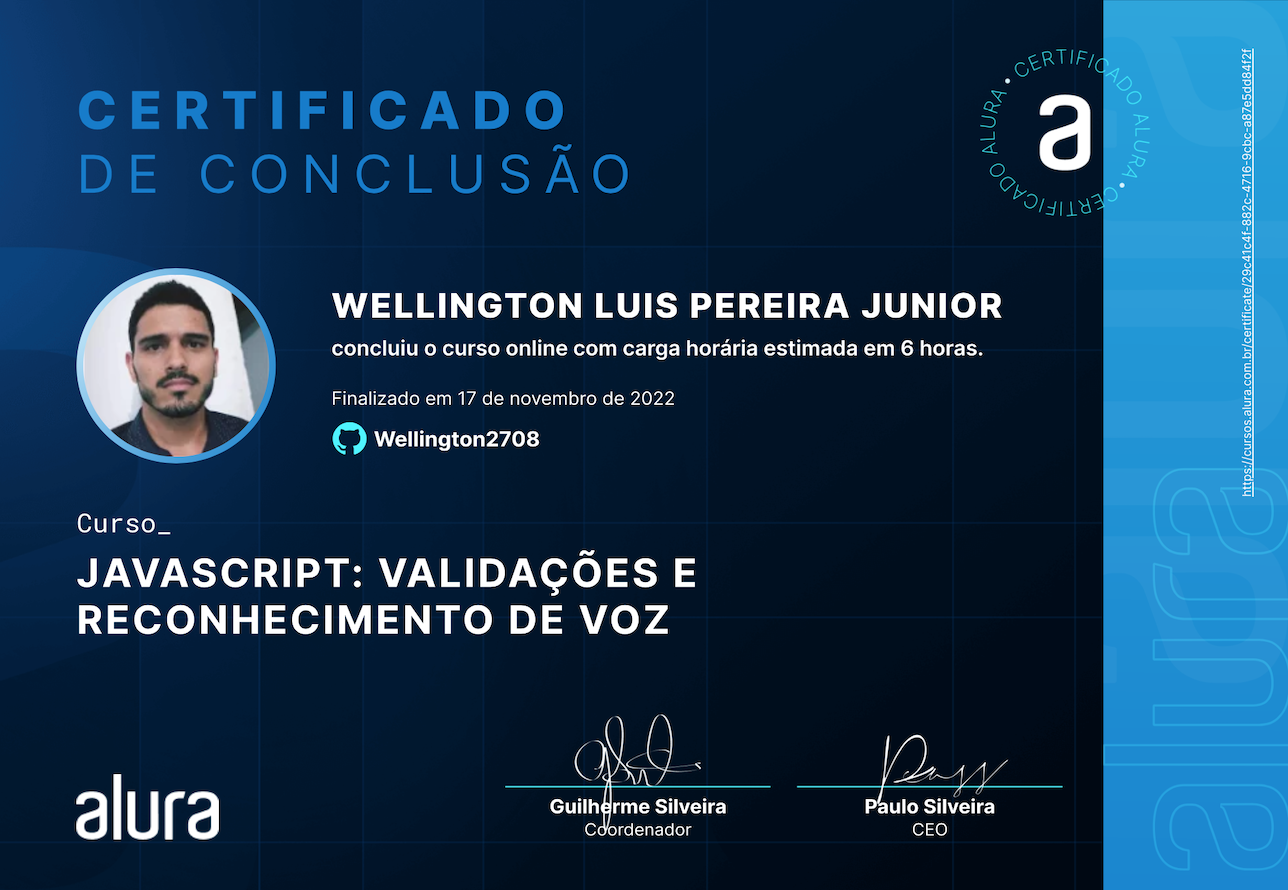 CERTIFICADO
DE CONCLUSÃO
CERTIFICADO ALURA • CERTIFICADO ALURA •
a
https://cursos.alura.com.br/certificate/29c41c4f-882c-4716-9cbc-a87e5dd84f2f
WELLINGTON LUIS PEREIRA JUNIOR
concluiu o curso online com carga horária estimada em 6 horas.
Finalizado em 17 de novembro de 2022
Wellington2708
Curso_
JAVASCRIPT: VALIDAÇÕES E
RECONHECIMENTO DE VOZ
alura
Guilherme Silveira
Coordenador
Paulo Silveira
CEO
alura